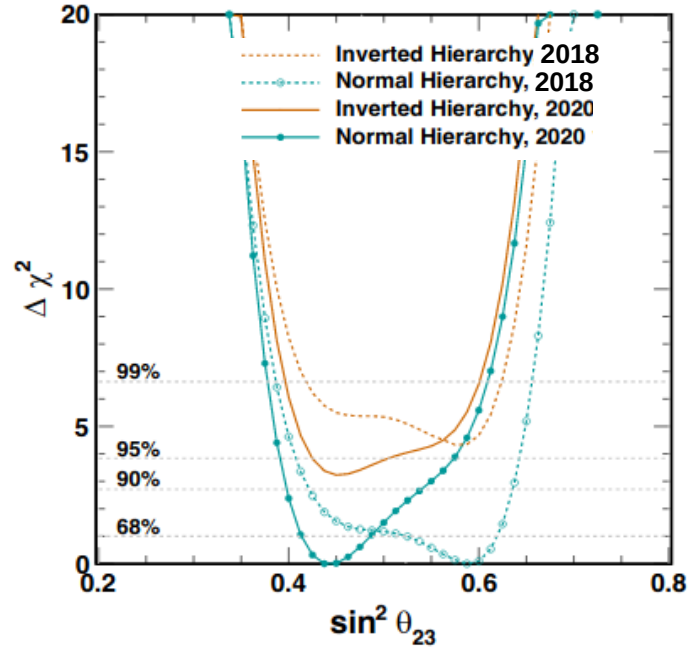 20
Inverted Hierarchy 2018
Normal Hierarchy, 2018
Inverted Hierarchy, 2020
Normal Hierarchy, 2020
15
Δ χ²
10
99%
5
95%
90%
68%
0
0.2 0.4 0.6 0.8
sin² θ₂₃